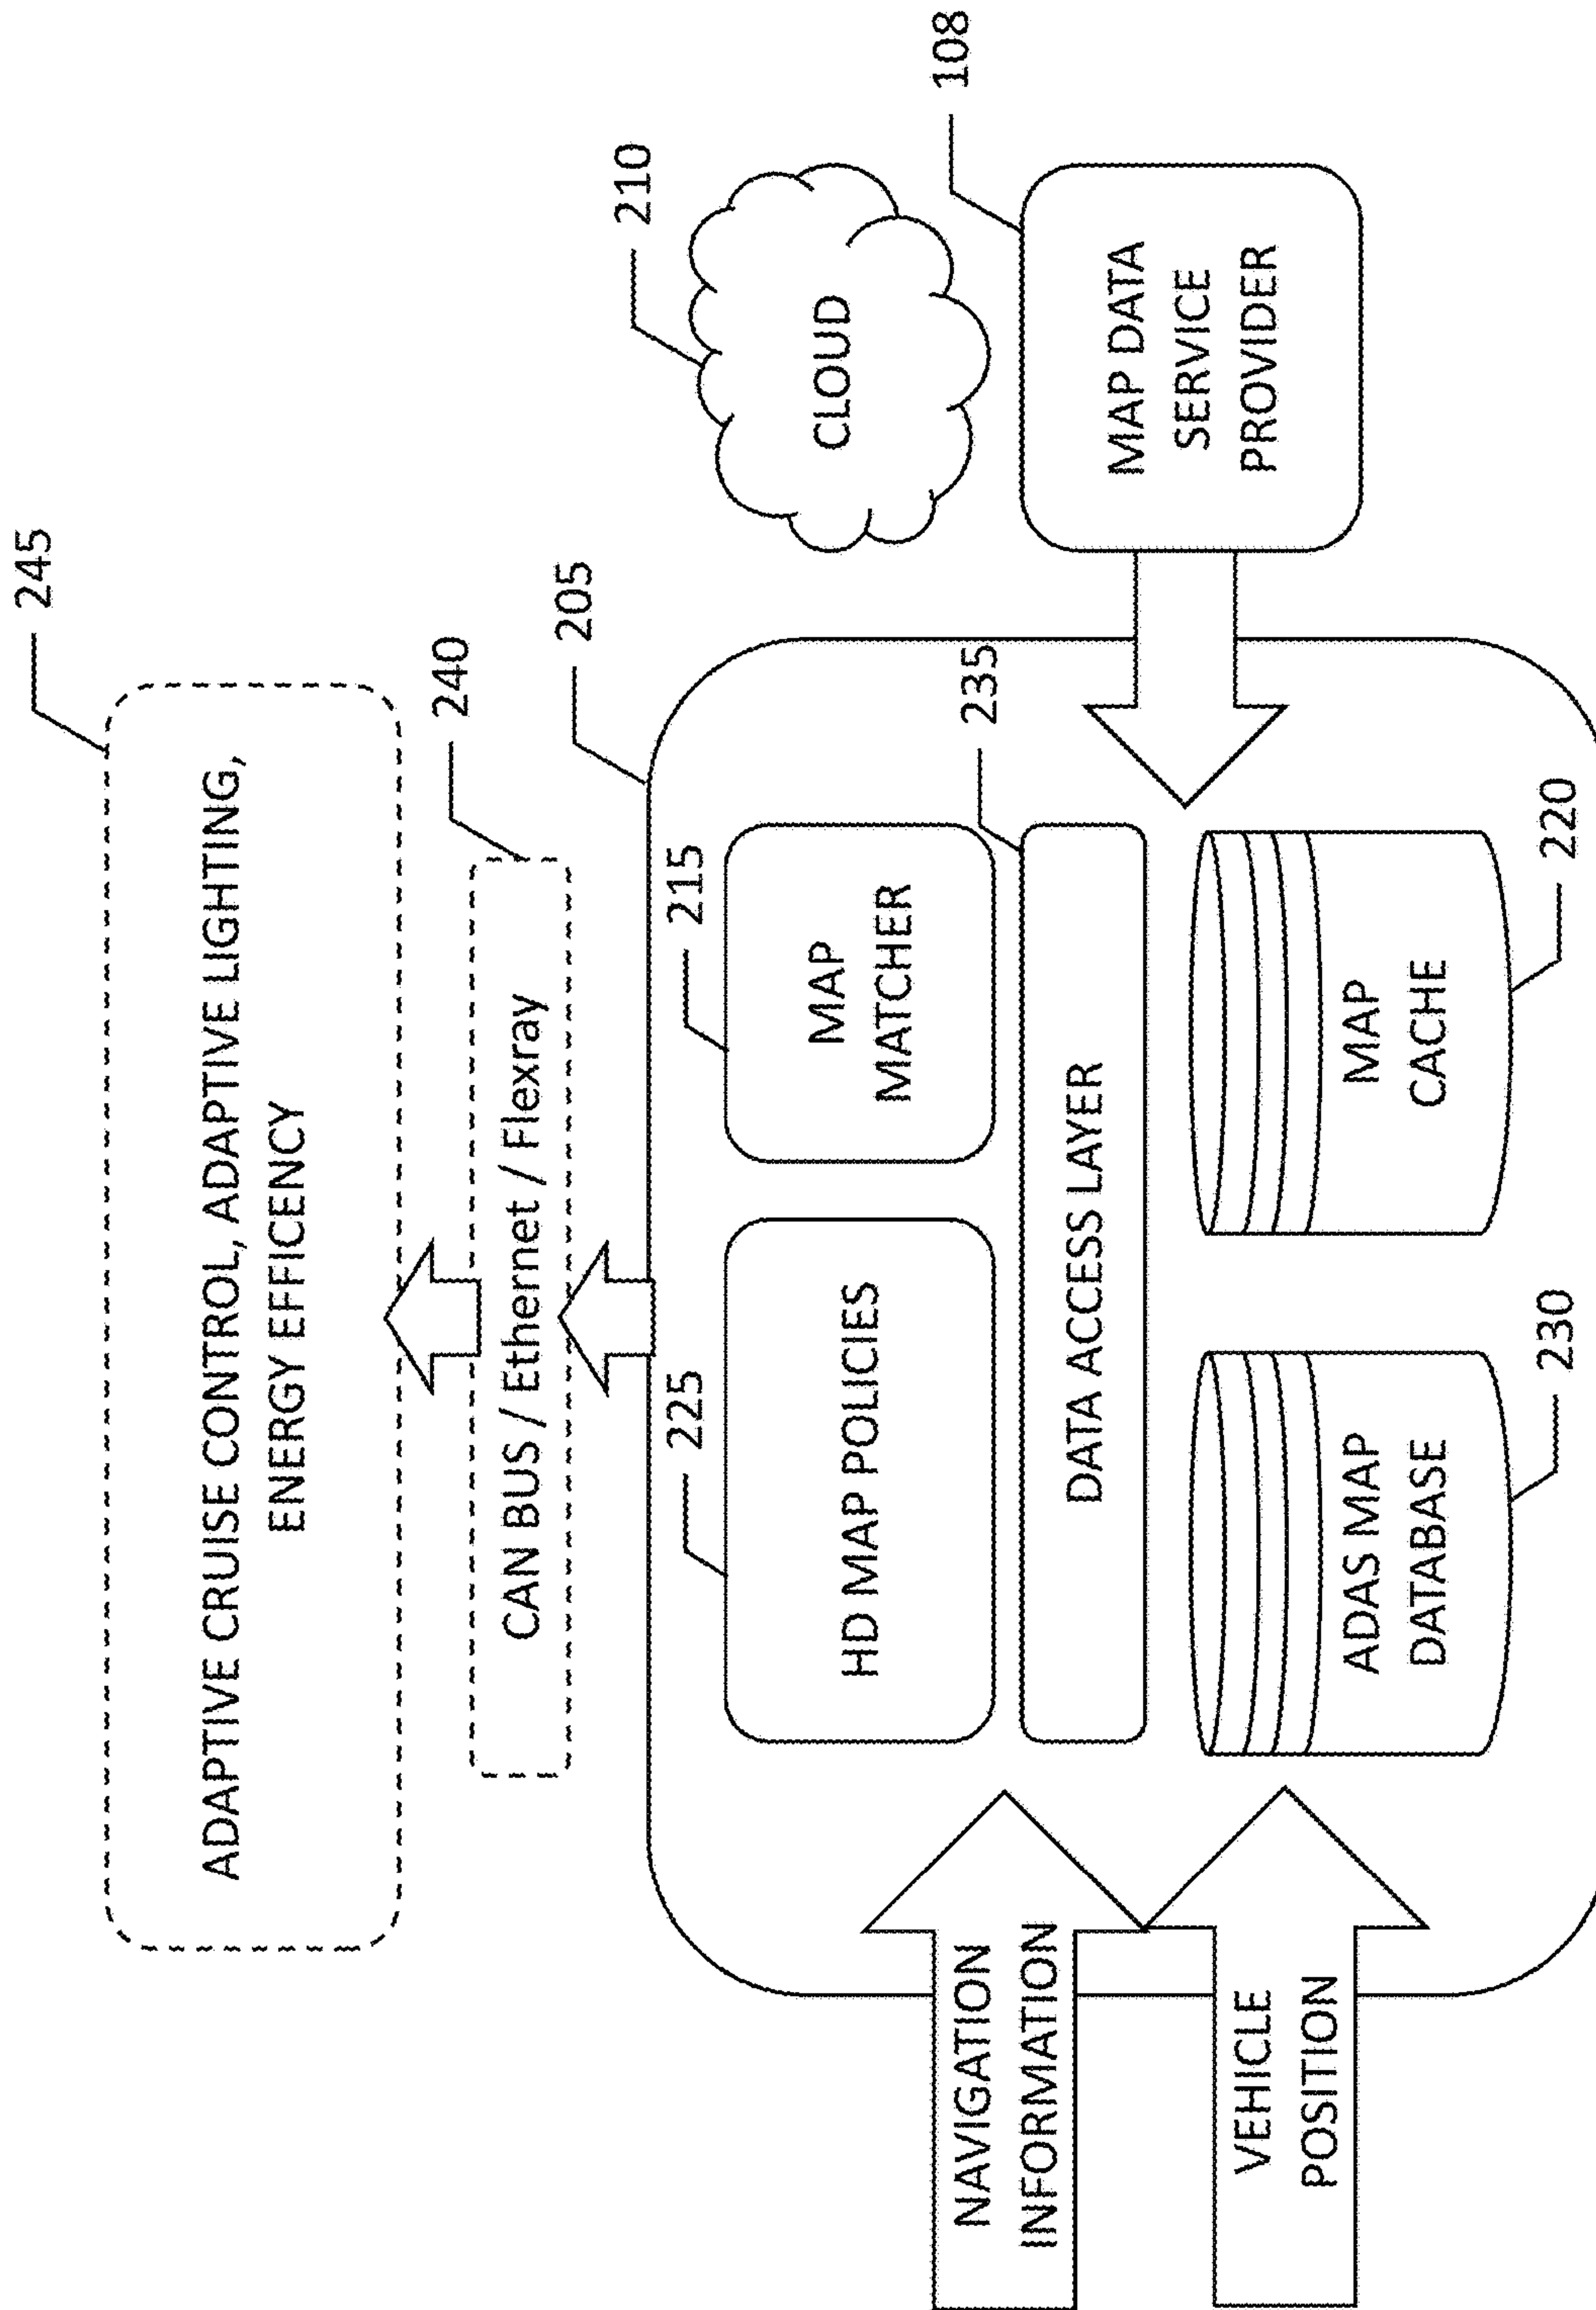 245
ADAPTIVE CRUISE CONTROL, ADAPTIVE LIGHTING,
ENERGY EFFICENCY
240
CAN BUS / Ethernet / Flexray
205
225
HD MAP POLICIES
215
MAP
MATCHER
210
CLOUD
NAVIGATION
INFORMATION
235
DATA ACCESS LAYER
108
MAP DATA
SERVICE
PROVIDER
VEHICLE
POSITION
ADAS MAP
DATABASE
230
MAP
CACHE
220